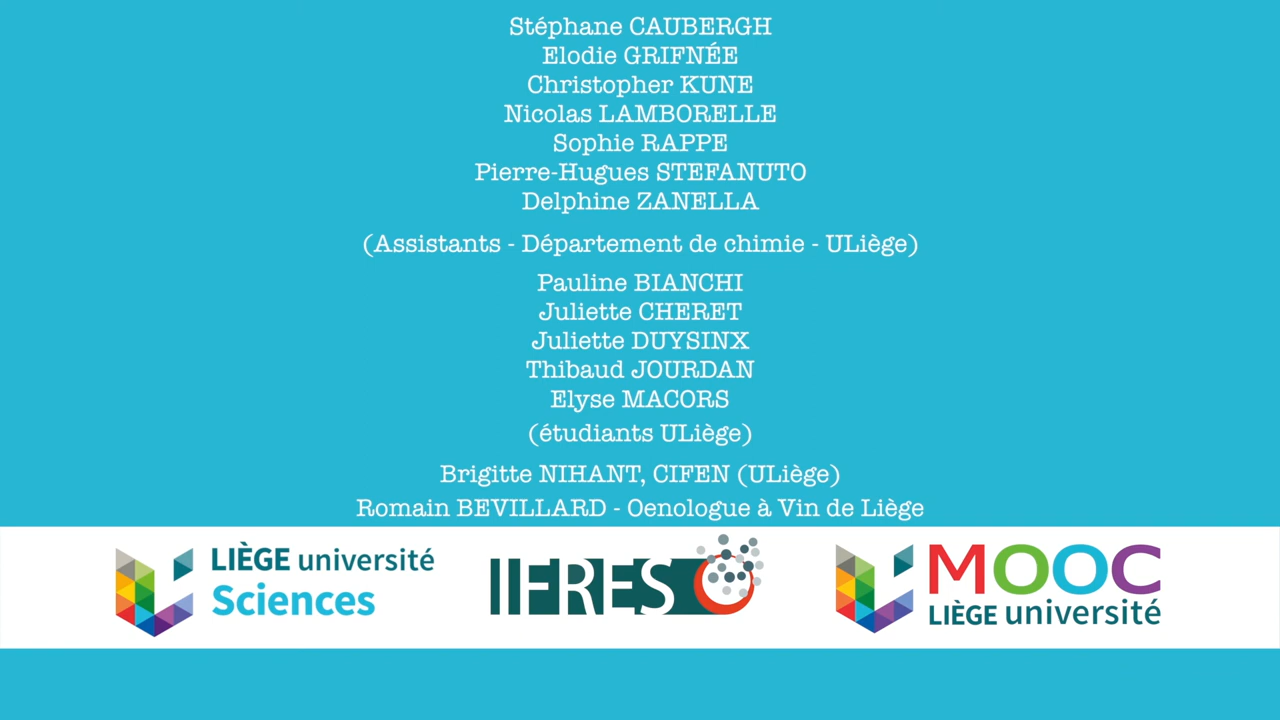 Stéphane CAUBERGH
Elodie GRIFNÉE
Christopher KUNE
Nicolas LAMBORELLE
Sophie RAPPE
Pierre-Hugues STEFANUTO
Delphine ZANELLA
(Assistants - Département de chimie - ULiège)
Pauline BIANCHI
Juliette CHERET
Juliette DUYSINX
Thibaud JOURDAN
Elyse MACORS
(étudiants ULiège)
Brigitte NIHANT, CIFEN (ULiège)
Romain BEVILLARD - Oenologue à Vin de Liège
LIÈGE université
Sciences
IFRES
MOOC
LIÈGE université